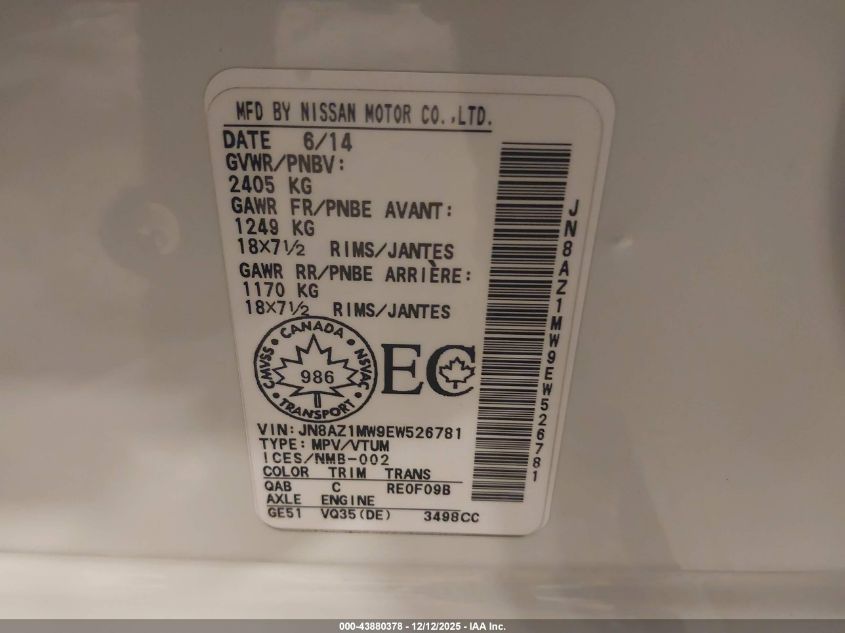 MFD BY NISSAN MOTOR CO.,LTD.
DATE 6/14
GVWR/PNBV:
2405 KG
GAWR FR/PNBE AVANT:
1249 KG
18X7½ RIMS/JANTES
GAWR RR/PNBE ARRIÈRE:
1170 KG
18X7½ RIMS/JANTES
CANADA
CMVSS NSVAC
986
TRANSPORT
EC
VIN: JN8AZ1MW9EW526781
TYPE: MPV/VTUM
ICES/NMB-002
COLOR TRIM TRANS
QAB C RE0F09B
AXLE ENGINE
GE51 VQ35(DE) 3498CC
JN8AZ1MW9EW526781
000-43880378 - 12/12/2025 - IAA Inc.